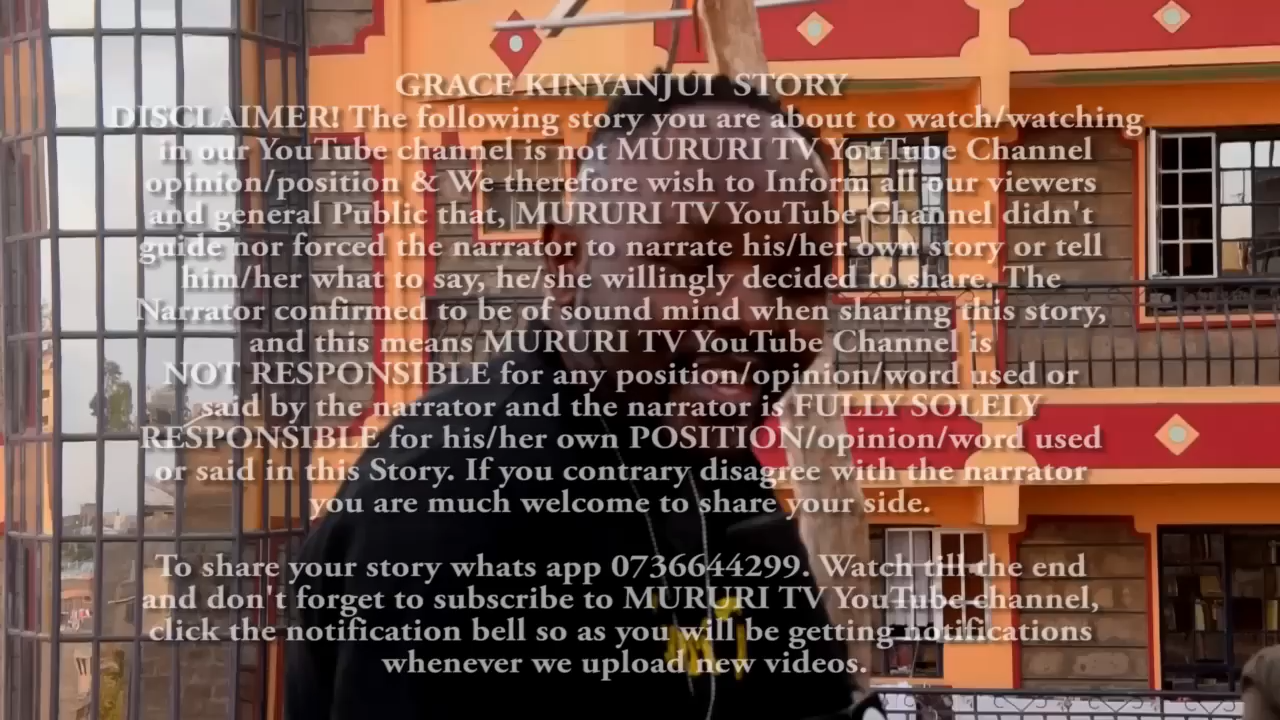 GRACE KINYANJUI STORY
DISCLAIMER! The following story you are about to watch/watching
in our YouTube channel is not MURURI TV YouTube Channel
opinion/position & We therefore wish to Inform all our viewers
and general Public that, MURURI TV YouTube Channel didn't
guide nor forced the narrator to narrate his/her own story or tell
him/her what to say, he/she willingly decided to share. The
Narrator confirmed to be of sound mind when sharing this story,
and this means MURURI TV YouTube Channel is
NOT RESPONSIBLE for any position/opinion/word used or
said by the narrator and the narrator is FULLY SOLELY
RESPONSIBLE for his/her own POSITION/opinion/word used
or said in this Story. If you contrary disagree with the narrator
you are much welcome to share your side.
To share your story whats app 0736644299. Watch till the end
and don't forget to subscribe to MURURI TV YouTube channel,
click the notification bell so as you will be getting notifications
whenever we upload new videos.